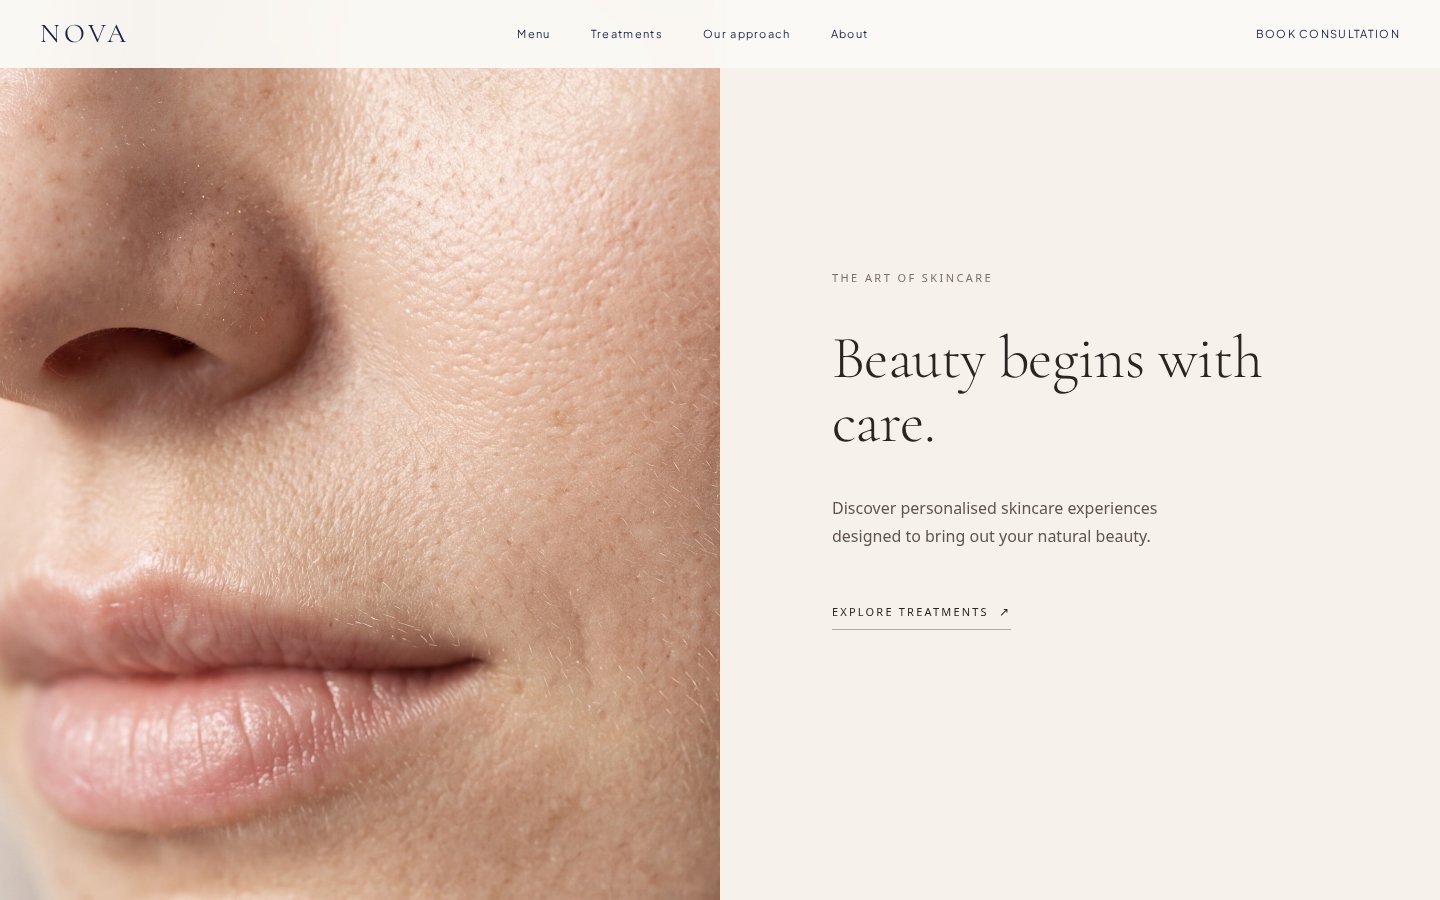 NOVA
Menu
Treatments
Our approach
About
BOOK CONSULTATION
THE ART OF SKINCARE
Beauty begins with
care.
Discover personalised skincare experiences
designed to bring out your natural beauty.
EXPLORE TREATMENTS ↗